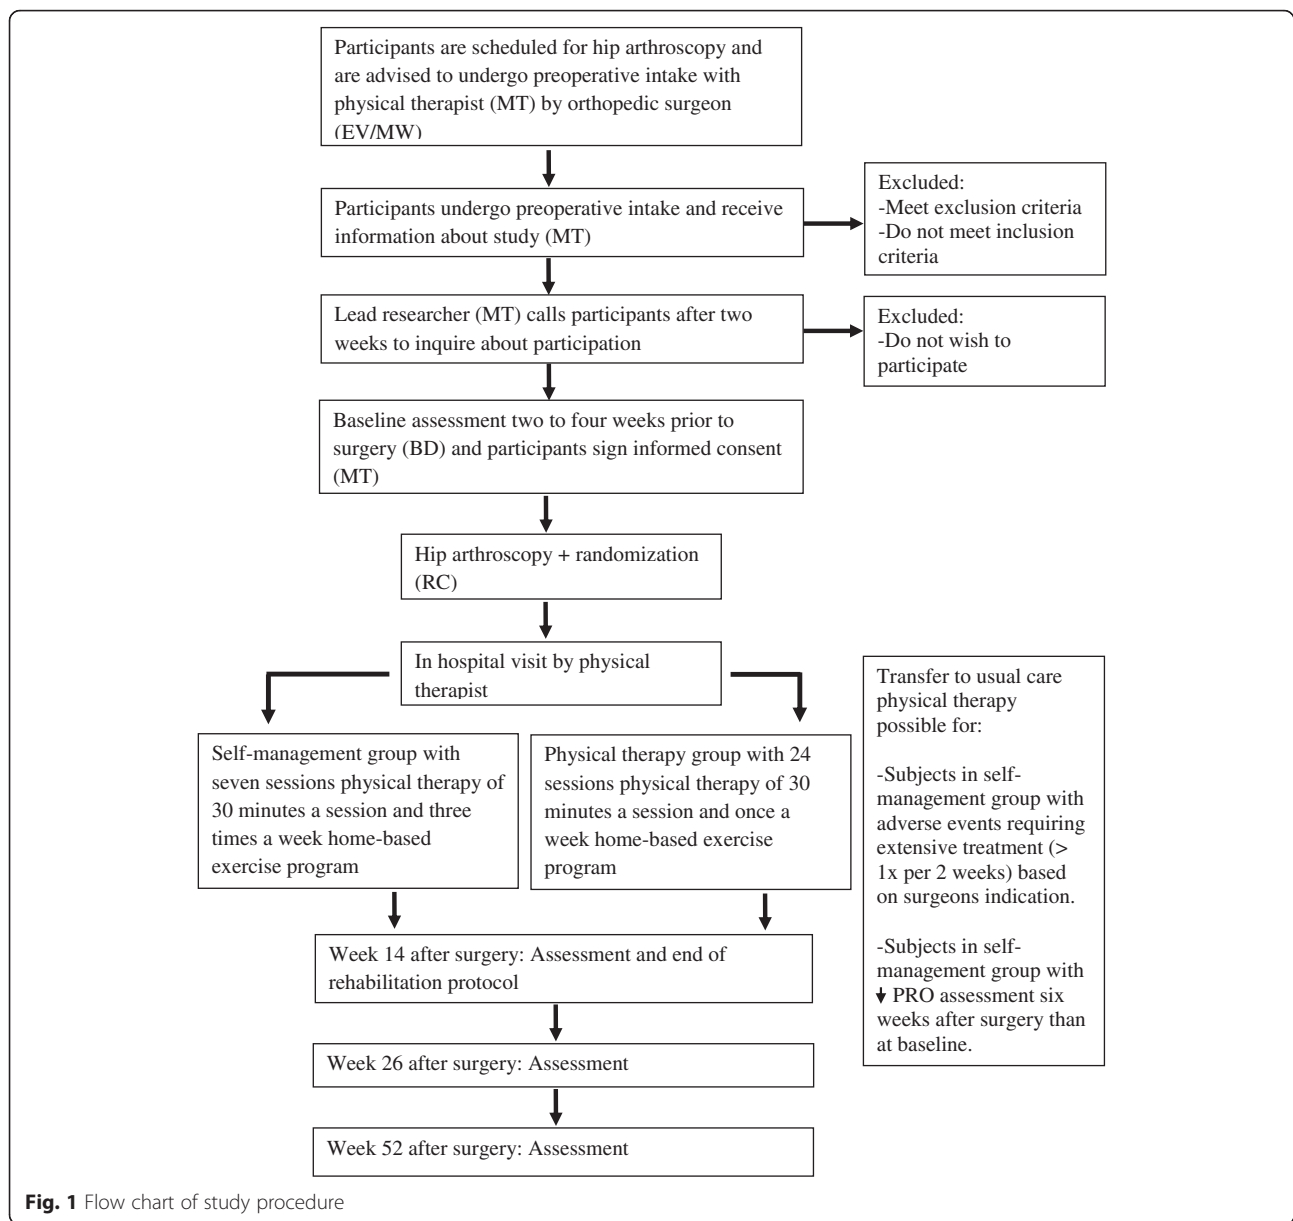 Participants are scheduled for hip arthroscopy and
are advised to undergo preoperative intake with
physical therapist (MT) by orthopedic surgeon
(EV/MW)
Participants undergo preoperative intake and receive
information about study (MT)
Excluded:
-Meet exclusion criteria
-Do not meet inclusion
criteria
Lead researcher (MT) calls participants after two
weeks to inquire about participation
Excluded:
-Do not wish to
participate
Baseline assessment two to four weeks prior to
surgery (BD) and participants sign informed consent
(MT)
Hip arthroscopy + randomization
(RC)
In hospital visit by physical
therapist
Self-management group with
seven sessions physical therapy of
30 minutes a session and three
times a week home-based
exercise program
Physical therapy group with 24
sessions physical therapy of 30
minutes a session and once a
week home-based exercise
program
Transfer to usual care
physical therapy
possible for:
-Subjects in self-
management group with
adverse events requiring
extensive treatment (>
1x per 2 weeks) based
on surgeons indication.
-Subjects in self-
management group with
↓ PRO assessment six
weeks after surgery than
at baseline.
Week 14 after surgery: Assessment and end of
rehabilitation protocol
Week 26 after surgery: Assessment
Week 52 after surgery: Assessment
Fig. 1 Flow chart of study procedure